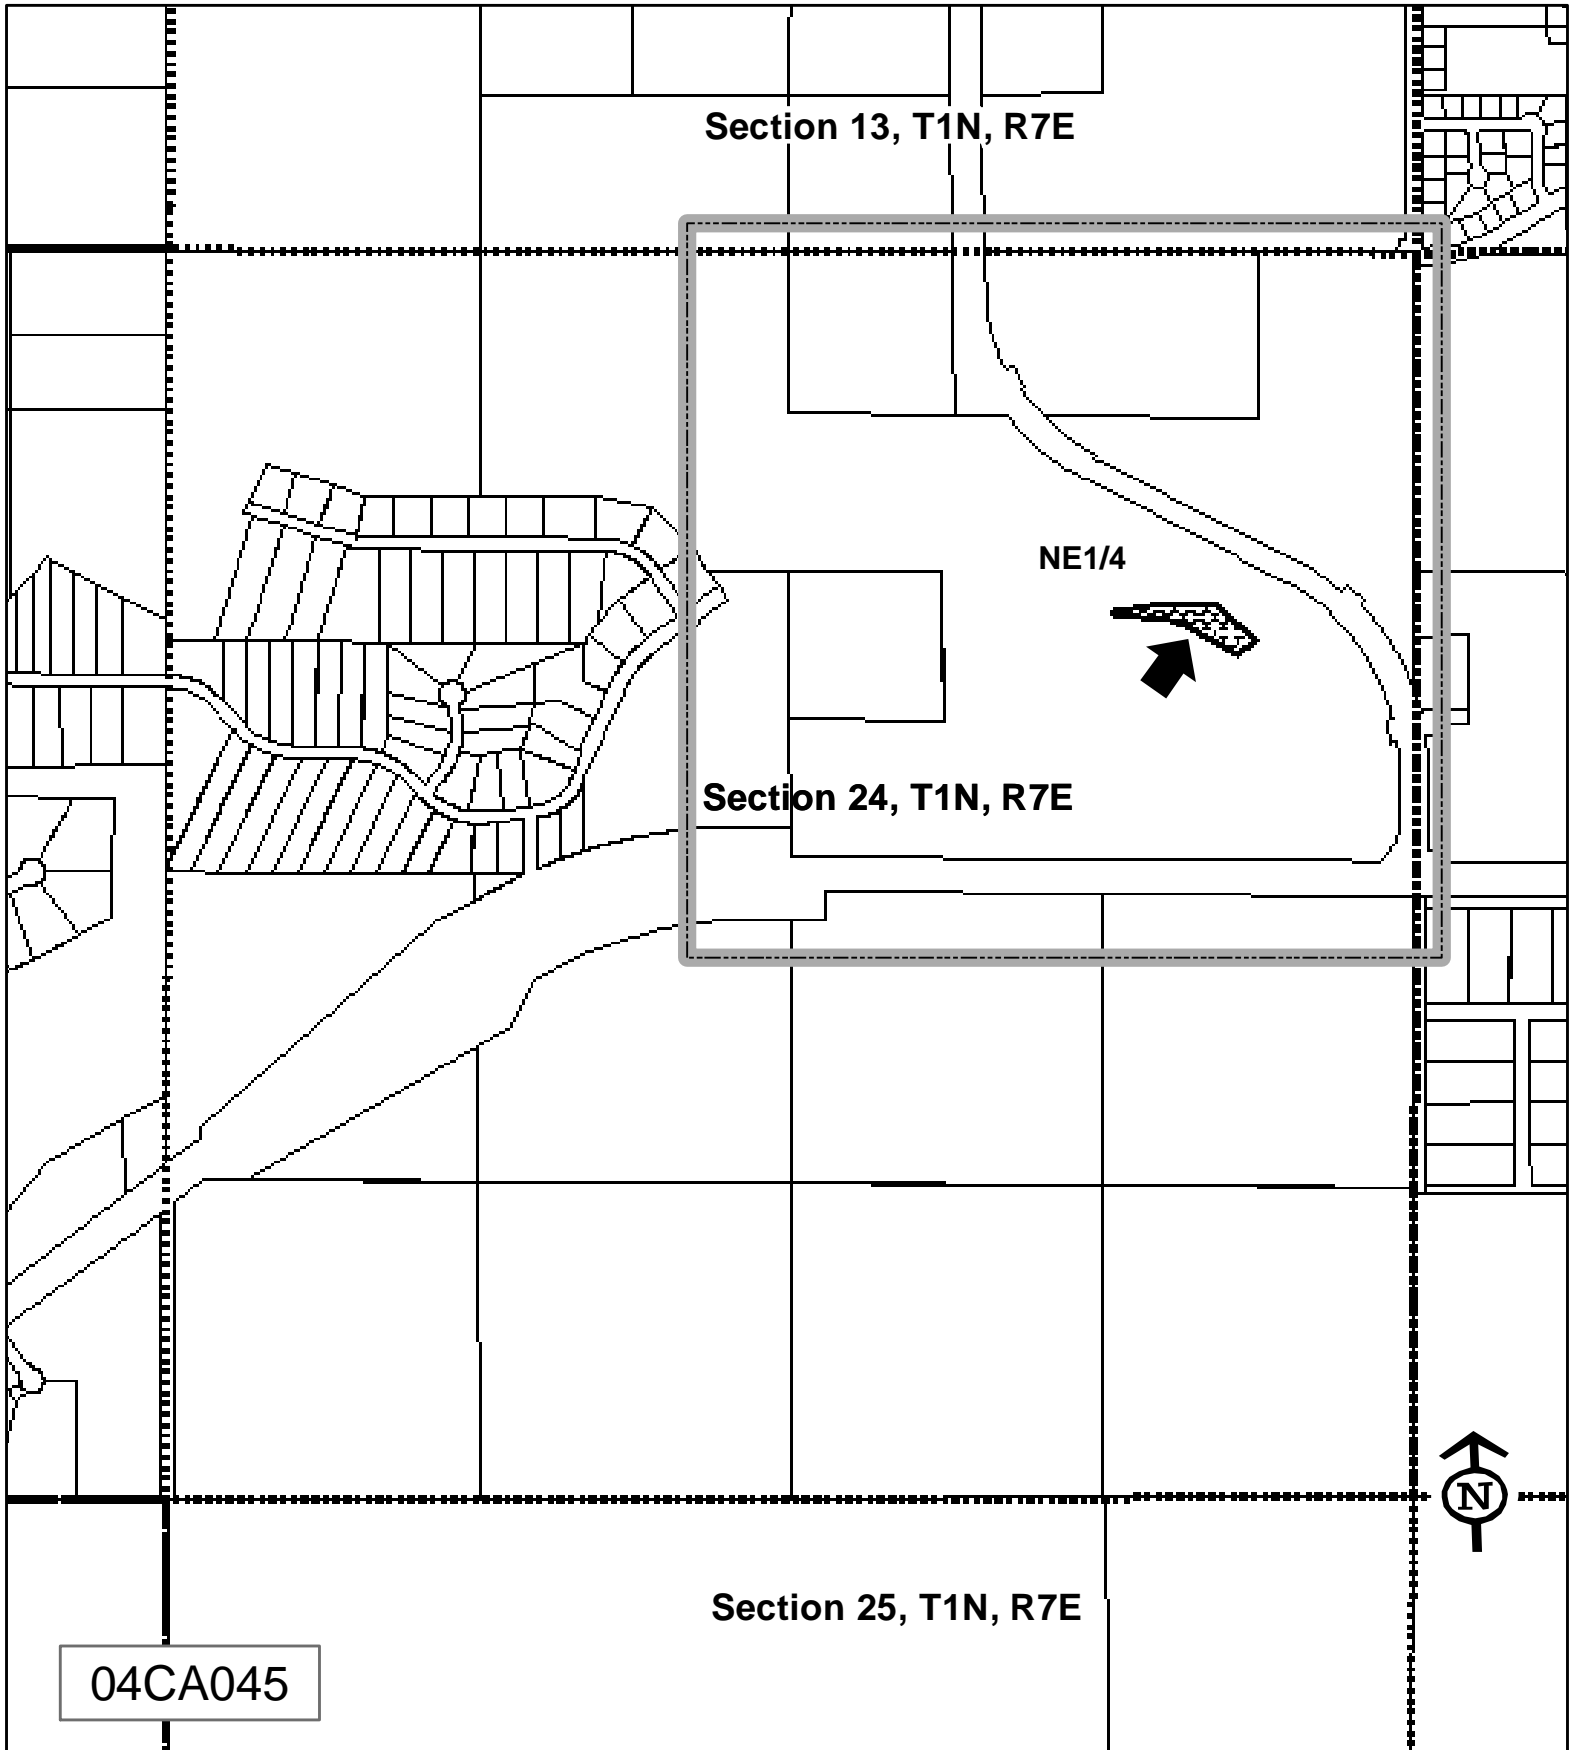 Section 13, T1N, R7E
NE1/4
Section 24, T1N, R7E
N
Section 25, T1N, R7E
04CA045